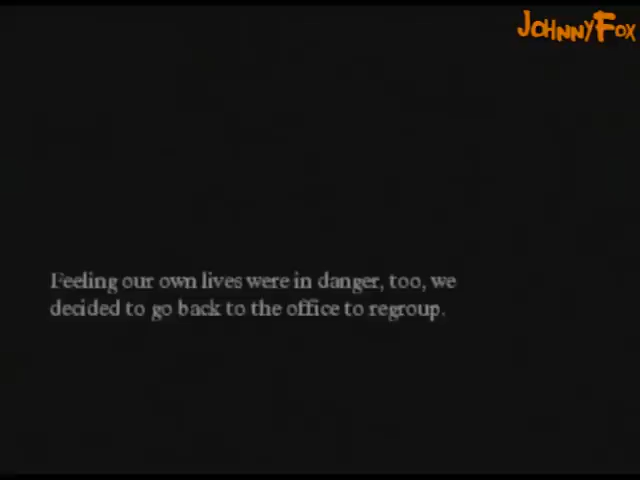 JOHNNYFOX
Feeling our own lives were in danger, too, we
decided to go back to the office to regroup.